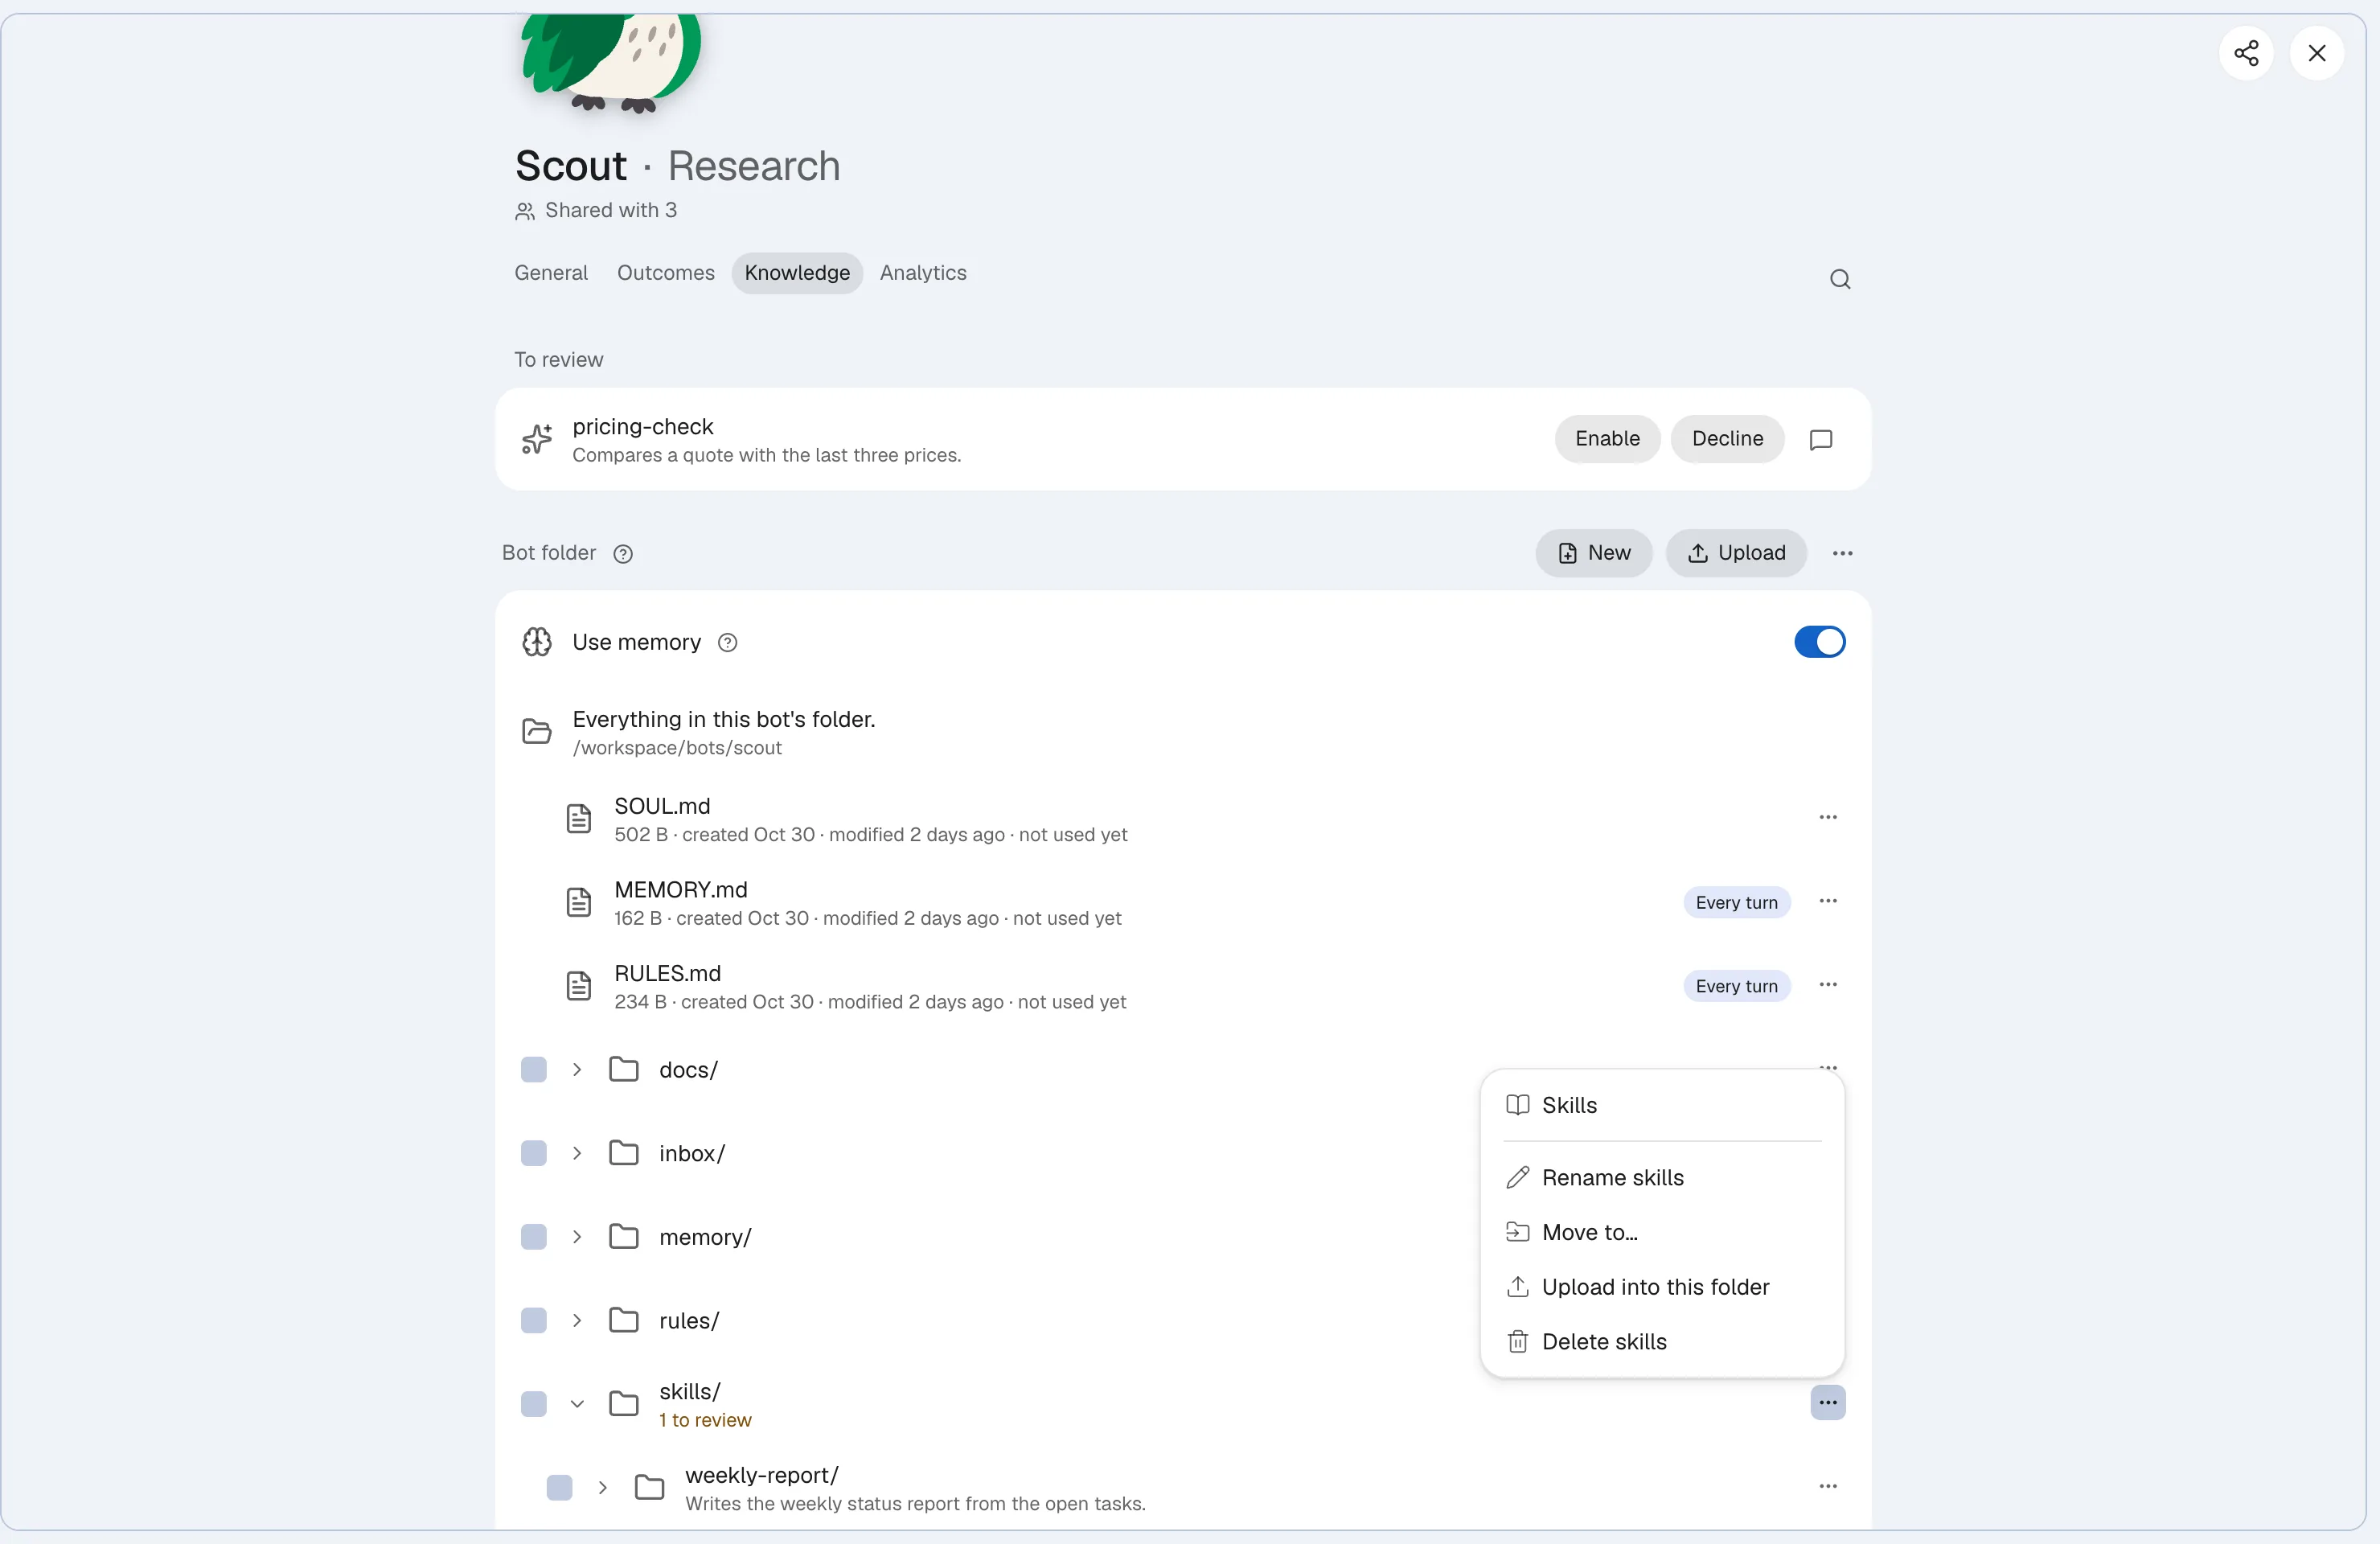 Scout · Research
Shared with 3
General Outcomes Knowledge Analytics
To review
pricing-check
Compares a quote with the last three prices.
Enable Decline
Bot folder
New Upload
Use memory
Everything in this bot's folder.
/workspace/bots/scout
SOUL.md
502 B · created Oct 30 · modified 2 days ago · not used yet
MEMORY.md
162 B · created Oct 30 · modified 2 days ago · not used yet
Every turn
RULES.md
234 B · created Oct 30 · modified 2 days ago · not used yet
Every turn
docs/
inbox/
memory/
rules/
skills/
1 to review
weekly-report/
Writes the weekly status report from the open tasks.
Skills
Rename skills
Move to…
Upload into this folder
Delete skills